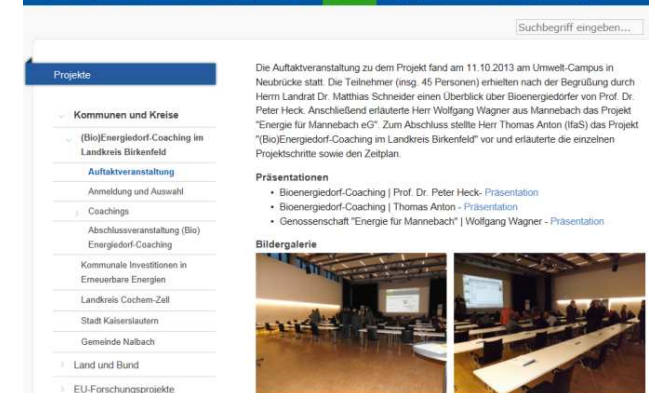 Suchbegriff eingeben...
Projekte
Kommunen und Kreise
(Bio)Energiedorf-Coaching im
Landkreis Birkenfeld
Auftaktveranstaltung
Anmeldung und Auswahl
Coachings
Abschlussveranstaltung (Bio)
Energiedorf-Coaching
Kommunale Investitionen in
Erneuerbare Energien
Landkreis Cochem-Zell
Stadt Kaiserslautern
Gemeinde Nalbach
Land und Bund
EU-Forschungsprojekte
Die Auftaktveranstaltung zu dem Projekt fand am 11.10.2013 am Umwelt-Campus in
Neubrücke statt. Die Teilnehmer (insg. 45 Personen) erhielten nach der Begrüßung durch
Herrn Landrat Dr. Matthias Schneider einen Überblick über Bioenergiedörfer von Prof. Dr.
Peter Heck. Anschließend erläuterte Herr Wolfgang Wagner aus Mannebach das Projekt
"Energie für Mannebach eG". Zum Abschluss stellte Herr Thomas Anton (IfaS) das Projekt
"(Bio)Energiedorf-Coaching im Landkreis Birkenfeld" vor und erläuterte die einzelnen
Projektschritte sowie den Zeitplan.
Präsentationen
• Bioenergiedorf-Coaching | Prof. Dr. Peter Heck- Präsentation
• Bioenergiedorf-Coaching | Thomas Anton - Präsentation
• Genossenschaft "Energie für Mannebach" | Wolfgang Wagner - Präsentation
Bildergalerie